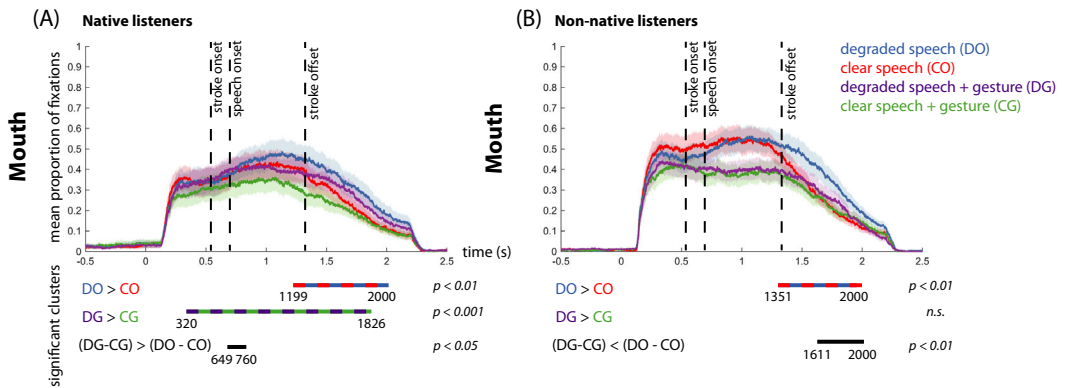 (A) Native listeners
Mouth
mean proportion of fixations
1
0.9
0.8
0.7
0.6
0.5
0.4
0.3
0.2
0.1
0
stroke onset
speech onset
stroke offset
-0.5 0 0.5 1 1.5 2 2.5
time (s)
significant clusters
DO > CO
1199 2000
p < 0.01
DG > CG
320 1826
p < 0.001
(DG-CG) > (DO - CO)
649 760
p < 0.05
(B) Non-native listeners
Mouth
1
0.9
0.8
0.7
0.6
0.5
0.4
0.3
0.2
0.1
0
stroke onset
speech onset
stroke offset
-0.5 0 0.5 1 1.5 2 2.5
degraded speech (DO)
clear speech (CO)
degraded speech + gesture (DG)
clear speech + gesture (CG)
DO > CO
1351 2000
p < 0.01
DG > CG
n.s.
(DG-CG) < (DO - CO)
1611 2000
p < 0.01